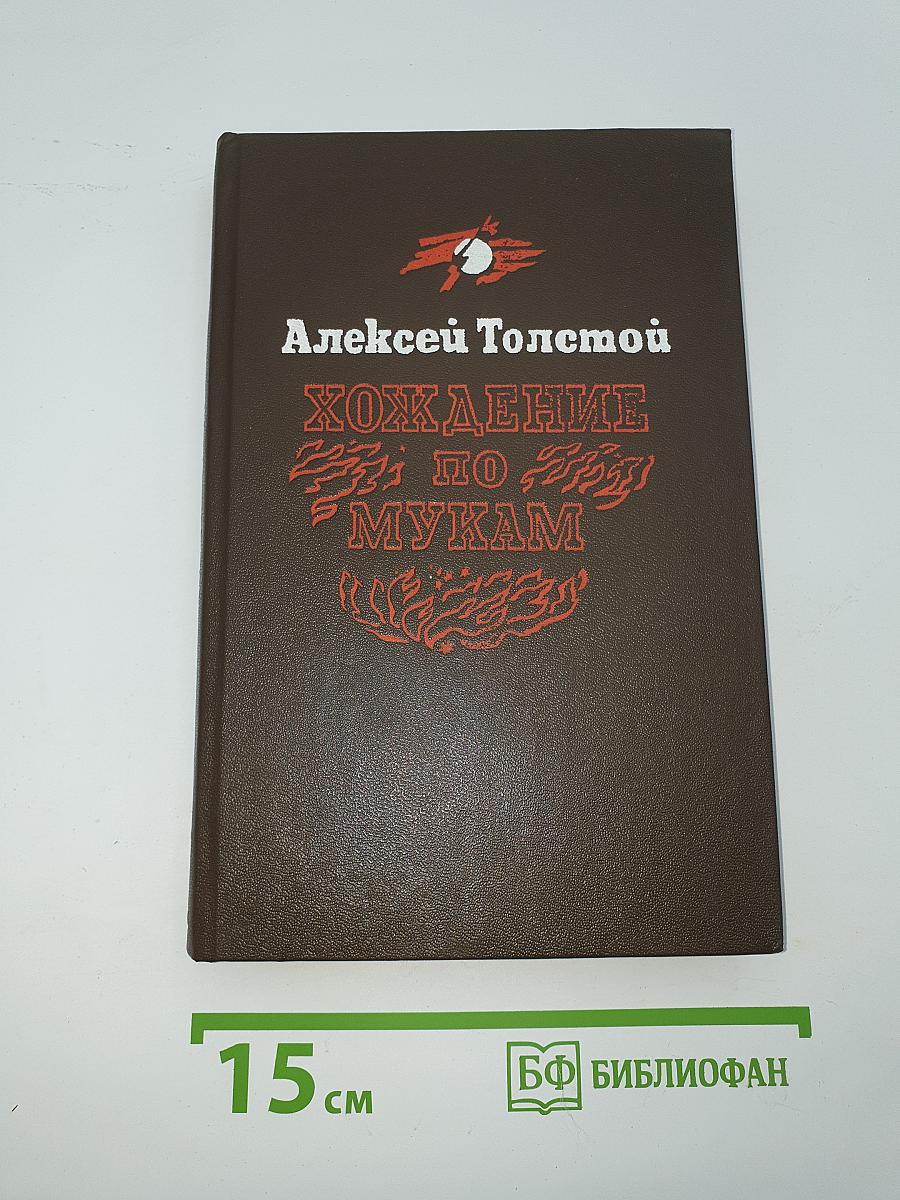 Алексей Толстой
ХОЖДЕНИЕ
ПО
МУКАМ
15 см
БФ БИБЛИОФАН